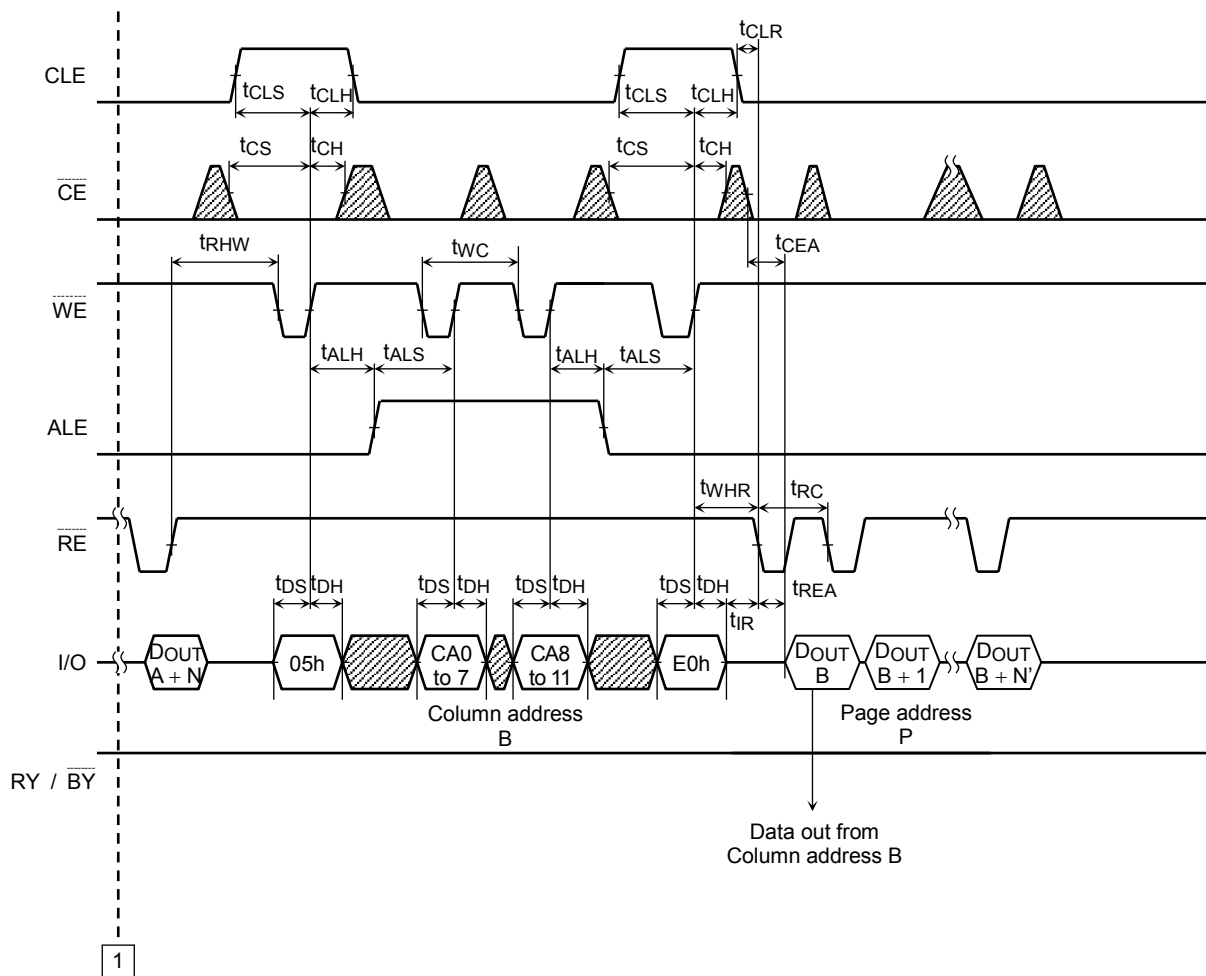 tCLR
CLE
tCLS tCLH tCLS tCLH
tCS tCH tCS tCH
CE
tRHW tWC tCEA
WE
tALH tALS tALH tALS
ALE
tWHR tRC
RE
tDS tDH tDS tDH tDS tDH tDS tDH tREA
tIR
I/O
DOUT
A + N
05h
CA0
to 7
CA8
to 11
E0h
DOUT
B
DOUT
B + 1
DOUT
B + N’
Column address
B
Page address
P
RY / BY
Data out from
Column address B
1